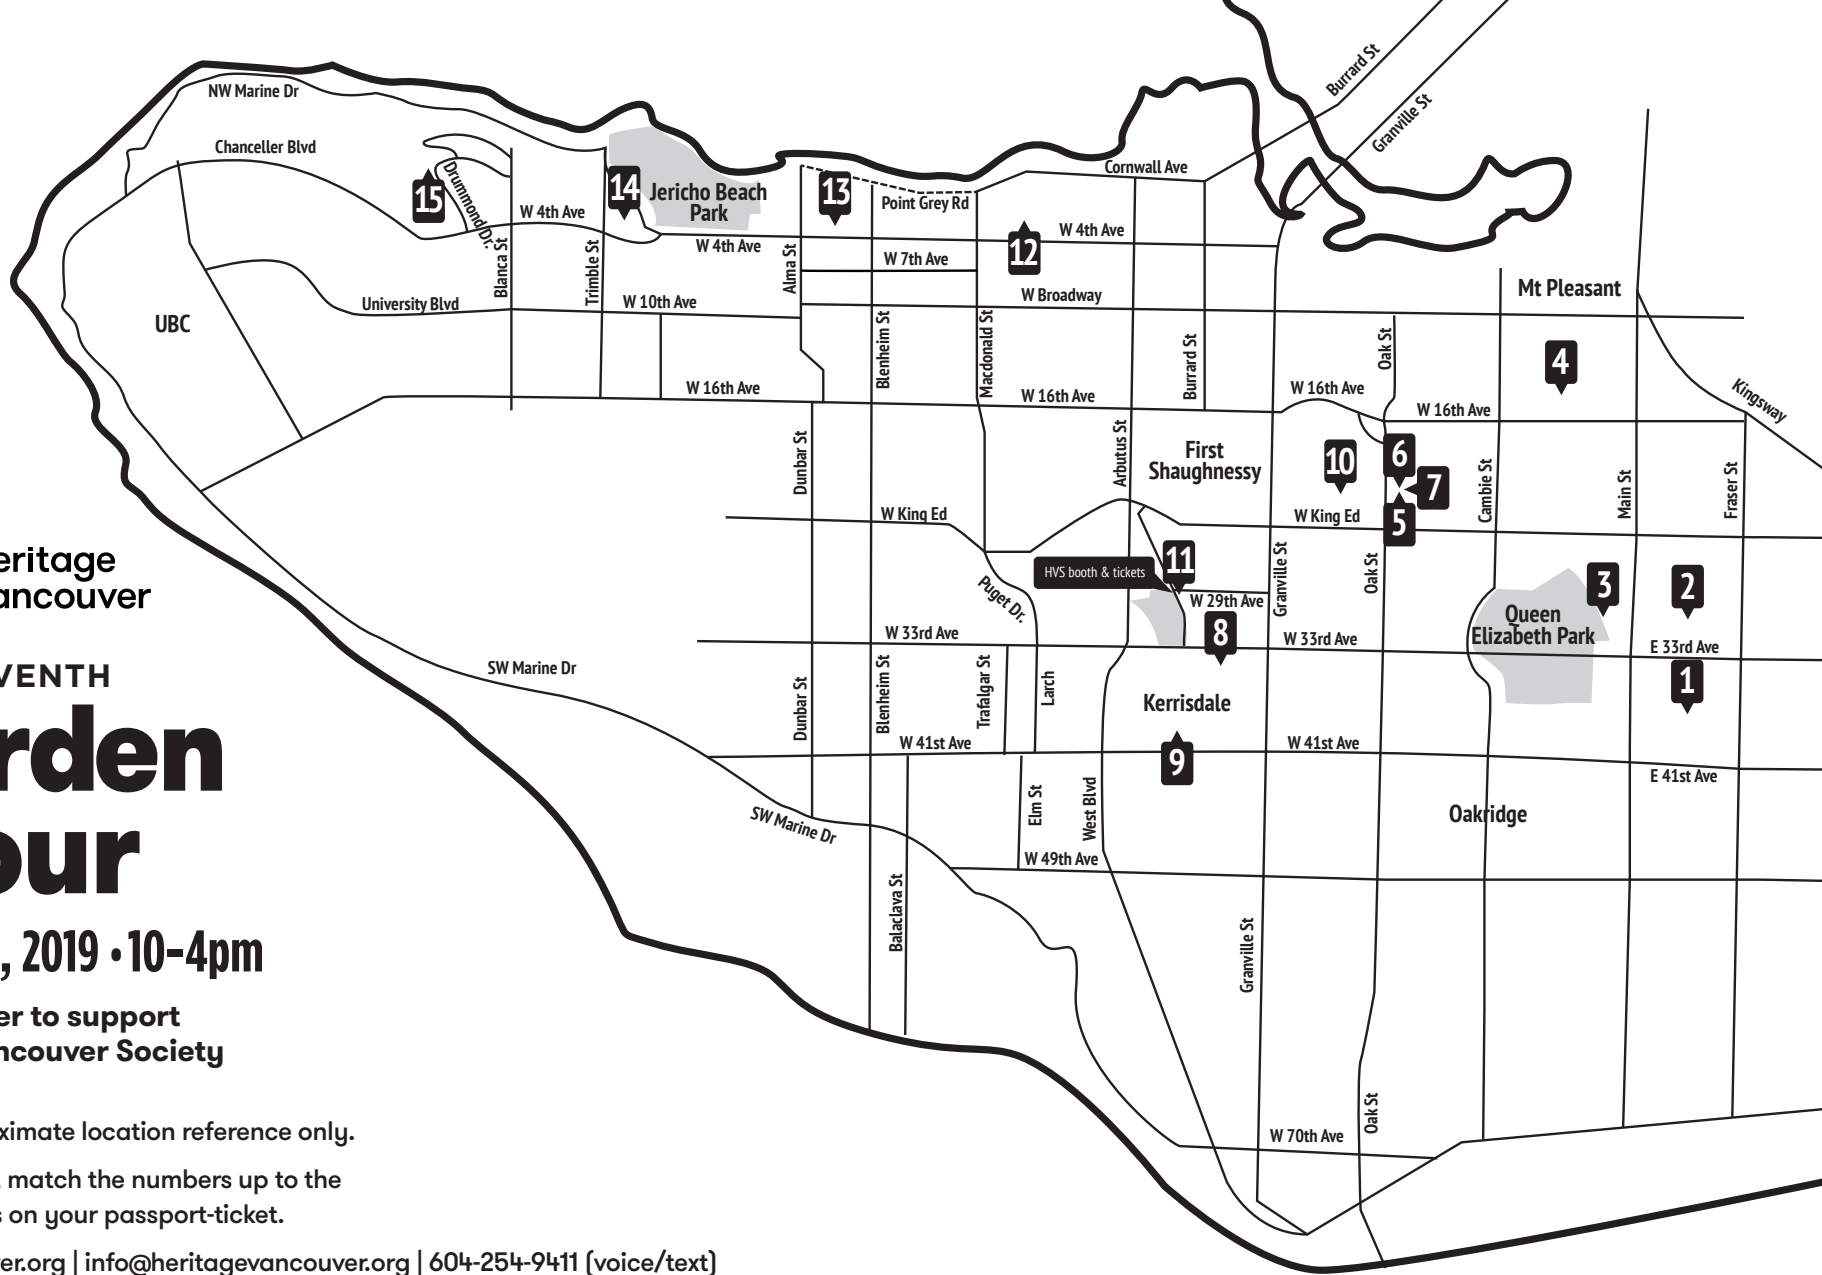 Burrard St
Granville St
NW Marine Dr
Chanceller Blvd
Drummond Dr.
15
14
Jericho Beach
Park
13
Point Grey Rd
Cornwall Ave
W 4th Ave
W 4th Ave
W 4th Ave
12
Blanca St
Trimble St
Alma St
W 7th Ave
University Blvd
W 10th Ave
W Broadway
Mt Pleasant
UBC
Blenheim St
Macdonald St
Burrard St
Oak St
4
Kingsway
W 16th Ave
W 16th Ave
W 16th Ave
W 16th Ave
Dunbar St
Arbutus St
First
Shaughnessy
10
6
7
5
Cambie St
Main St
Fraser St
W King Ed
W King Ed
11
HVS booth & tickets
Puget Dr.
W 29th Ave
Granville St
Oak St
8
3
2
Queen
Elizabeth Park
W 33rd Ave
W 33rd Ave
E 33rd Ave
1
SW Marine Dr
Dunbar St
Blenheim St
Trafalgar St
Larch
Kerrisdale
W 41st Ave
9
W 41st Ave
E 41st Ave
SW Marine Dr
Elm St
West Blvd
Oakridge
W 49th Ave
Balaclava St
Granville St
W 70th Ave
Oak St
eritage
ancouver
VENTH
rden
our
, 2019 • 10–4pm
er to support
ncouver Society
ximate location reference only.
, match the numbers up to the
s on your passport-ticket.
er.org | info@heritagevancouver.org | 604-254-9411 (voice/text)